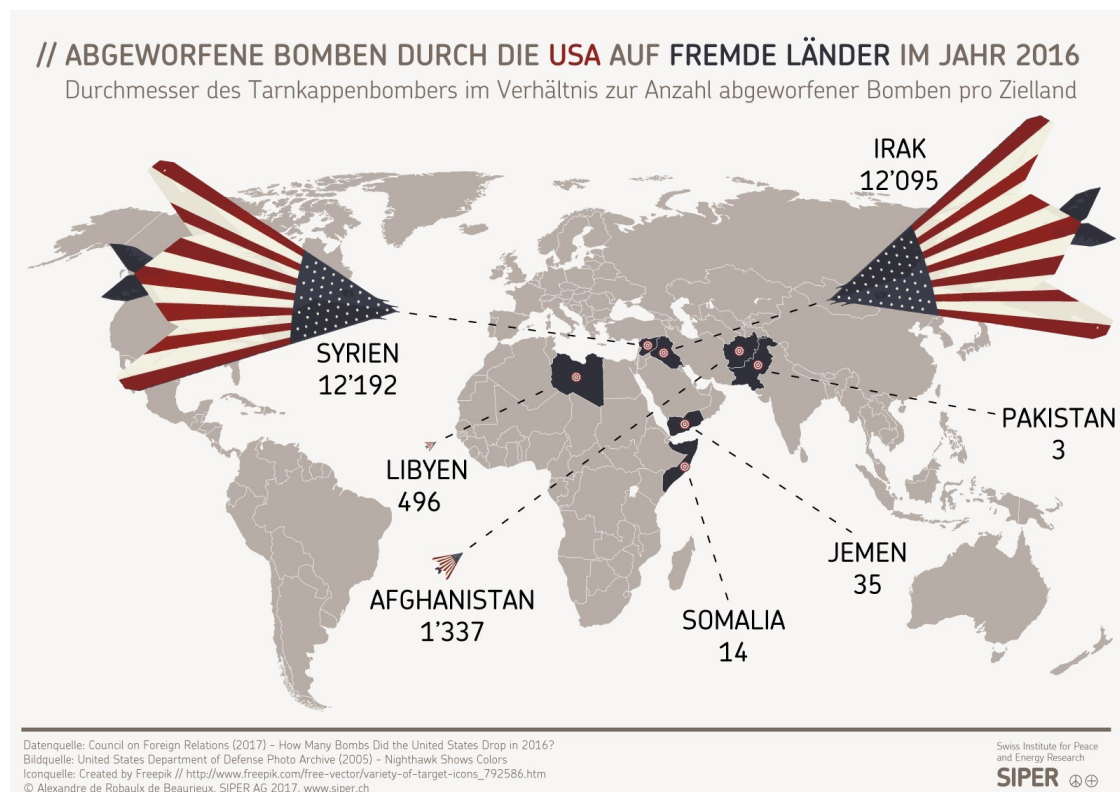 // ABGEWORFENE BOMBEN DURCH DIE USA AUF FREMDE LÄNDER IM JAHR 2016
Durchmesser des Tarnkappenbombers im Verhältnis zur Anzahl abgeworfener Bomben pro Zielland
IRAK
12'095
SYRIEN
12'192
PAKISTAN
3
LIBYEN
496
JEMEN
35
AFGHANISTAN
1'337
SOMALIA
14
Datenquelle: Council on Foreign Relations (2017) - How Many Bombs Did the United States Drop in 2016?
Bildquelle: United States Department of Defense Photo Archive (2005) - Nighthawk Shows Colors
Iconquelle: Created by Freepik // http://www.freepik.com/free-vector/variety-of-target-icons_792586.htm
© Alexandre de Robaulx de Beaurieux, SIPER AG 2017, www.siper.ch
Swiss Institute for Peace
and Energy Research
SIPER